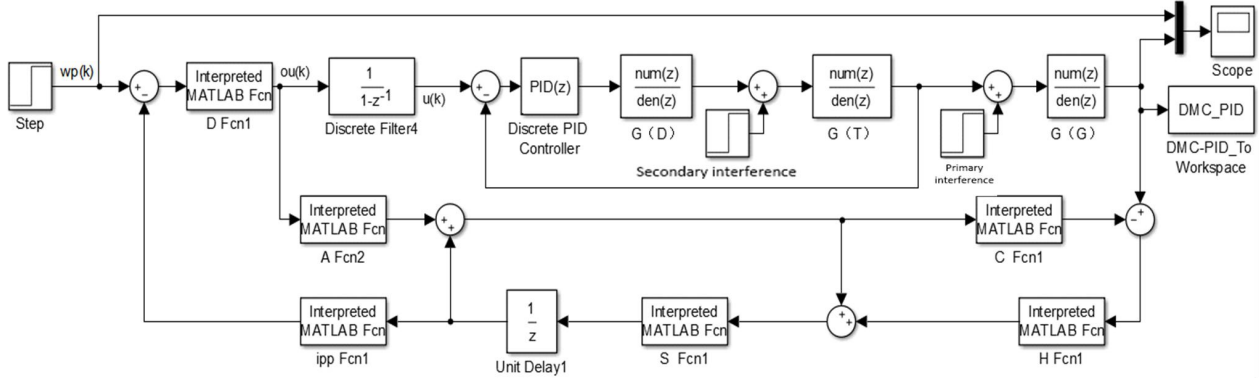 wp(k)
ou(k)
u(k)
+
-
Interpreted
MATLAB Fcn
D Fcn1
1
1-z-1
Discrete Filter4
+
-
PID(z)
Discrete PID
Controller
num(z)
den(z)
G（D）
+
+
num(z)
den(z)
G（T）
+
+
num(z)
den(z)
G（G）
Scope
Step
DMC_PID
DMC-PID_To
Workspace
Secondary interference
Primary
interference
Interpreted
MATLAB Fcn
A Fcn2
+
+
Interpreted
MATLAB Fcn
C Fcn1
-
+
Interpreted
MATLAB Fcn
ipp Fcn1
1
z
Unit Delay1
Interpreted
MATLAB Fcn
S Fcn1
+
+
Interpreted
MATLAB Fcn
H Fcn1